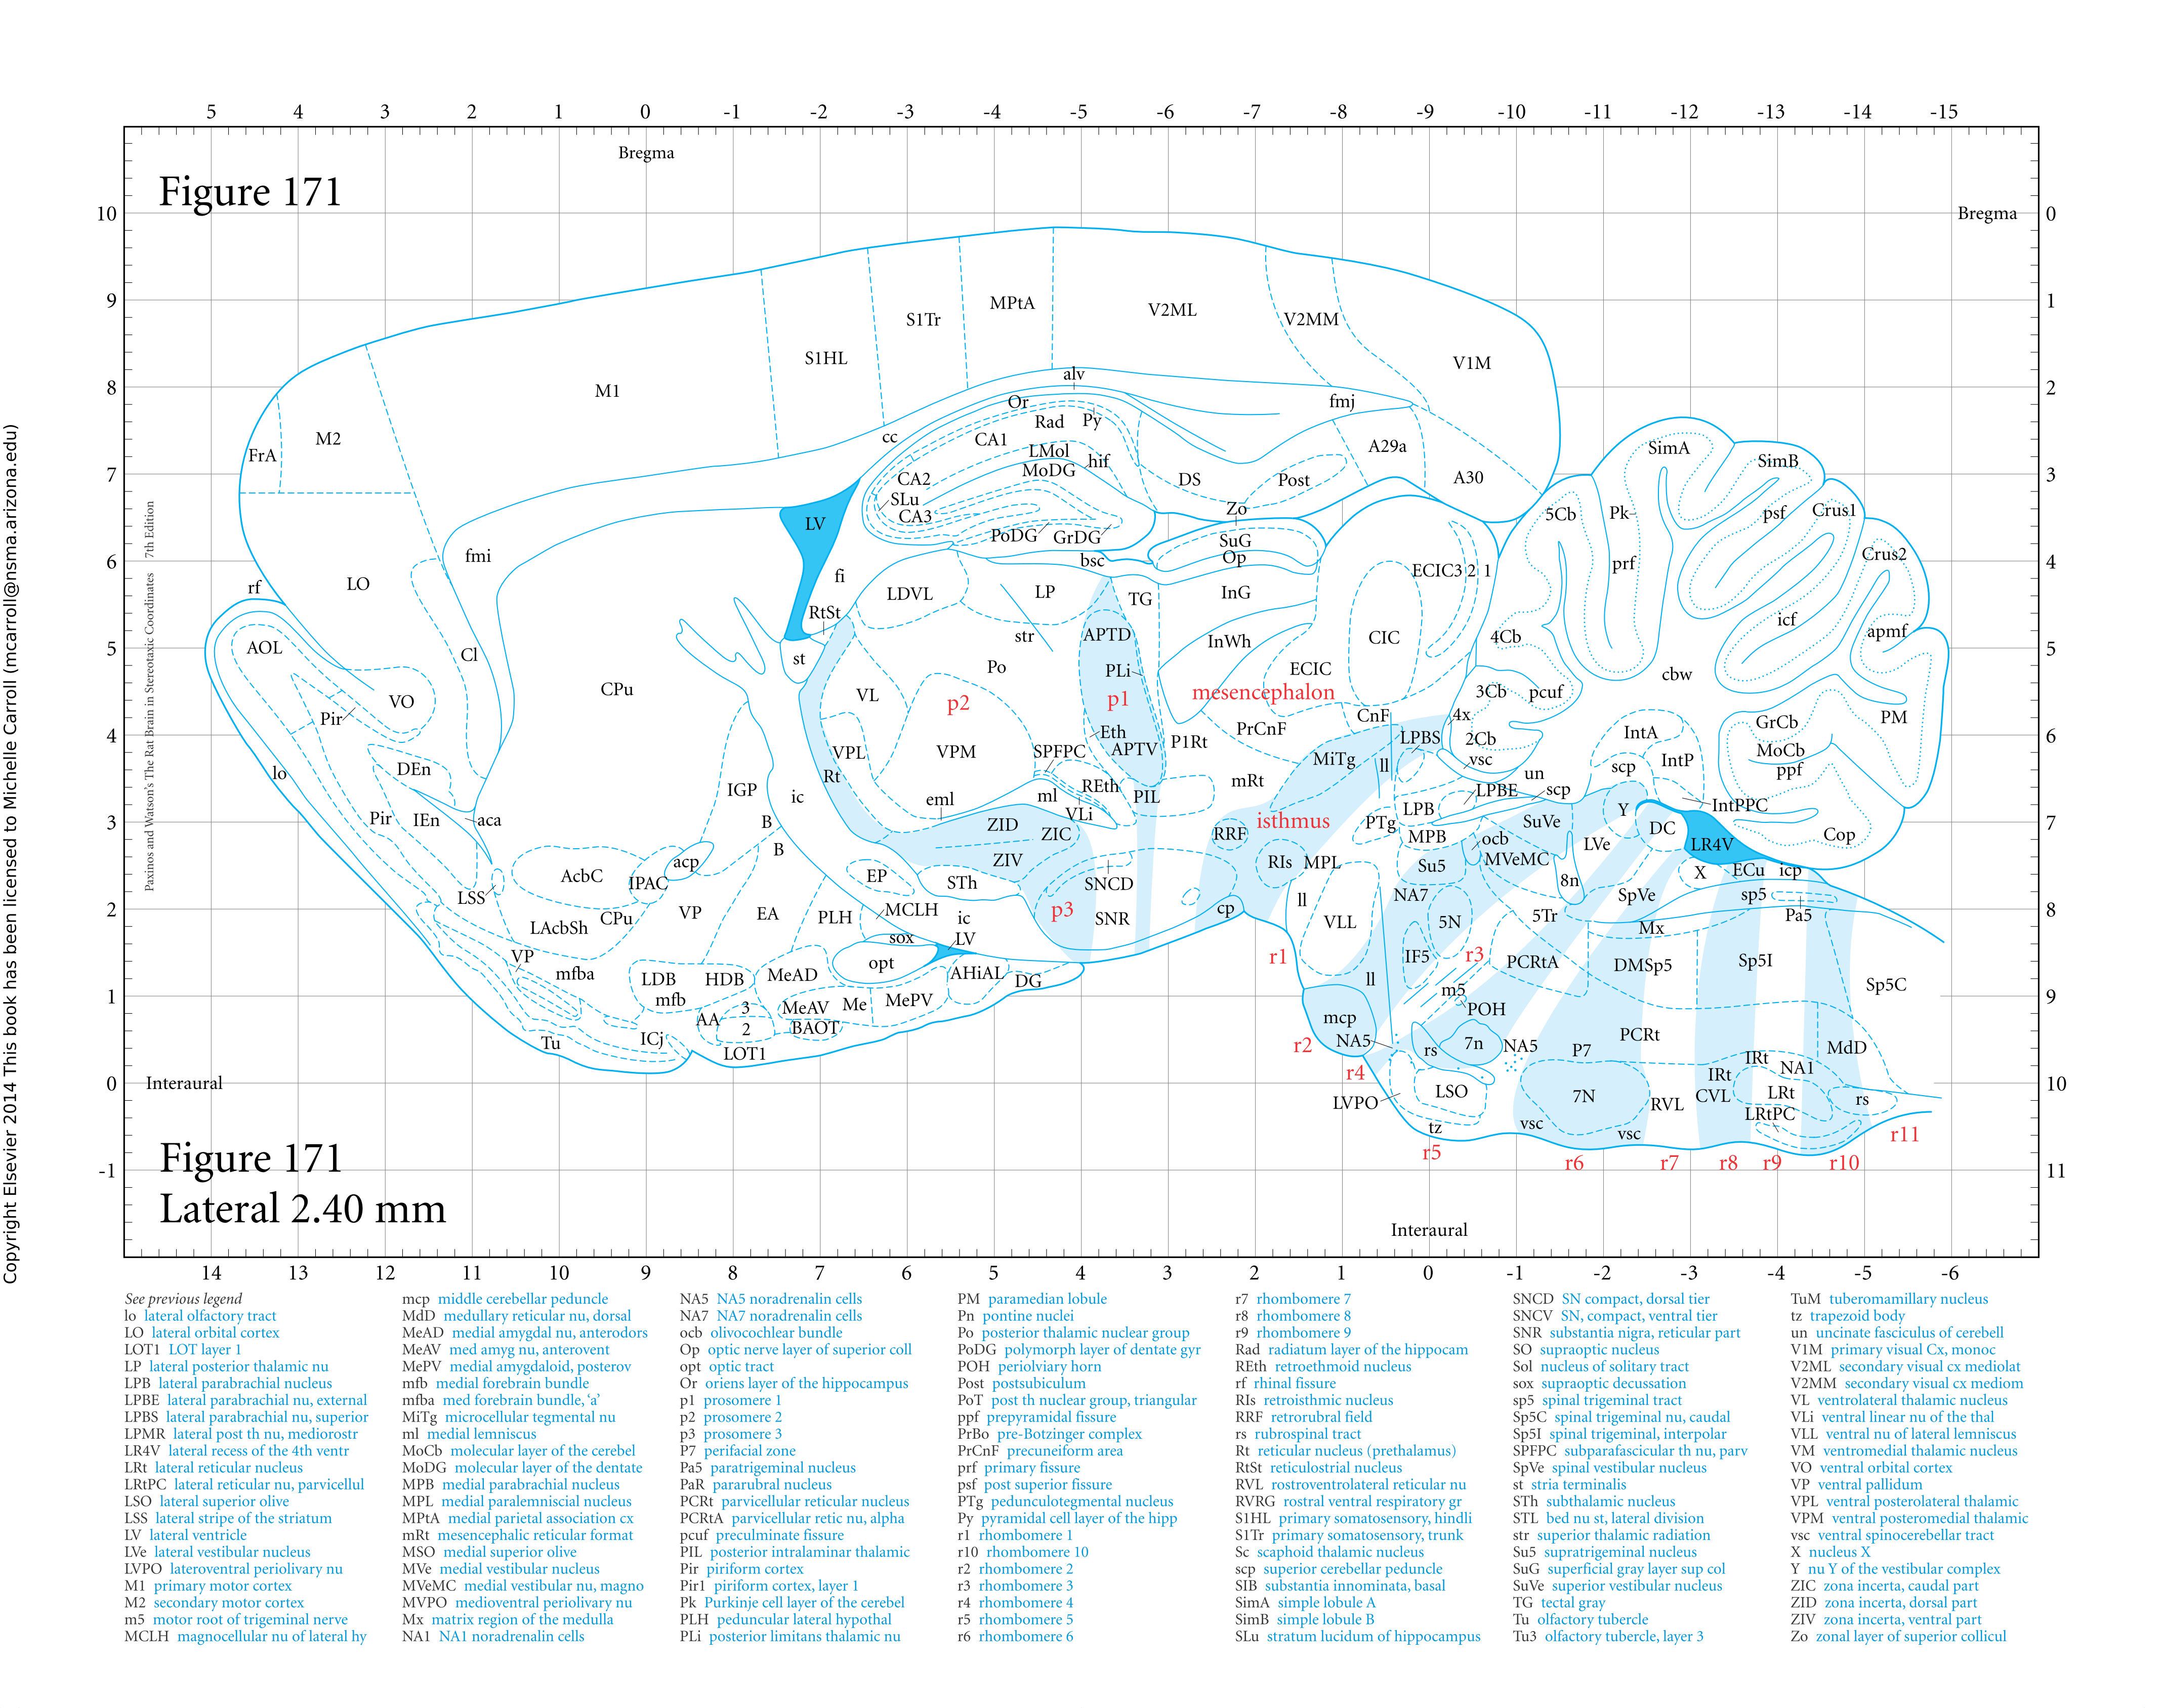 5 4 3 2 1 0 -1 -2 -3 -4 -5 -6 -7 -8 -9 -10 -11 -12 -13 -14 -15
Bregma
Figure 171
10 Bregma 0
9 1
MPtA V2ML
S1Tr V2MM
S1HL V1M
8 alv 2
M1 Or fmj
Rad Py
M2 cc CA1 A29a SimA
FrA LMol hif SimB
7 MoDG 3
CA2 DS Post A30
SLu CA3 Zo 5Cb Pk psf Crus1
LV PoDG GrDG SuG
fmi bsc Op Crus2
6 4
LO fi ECIC3 2 1 prf
rf LDVL LP TG InG
RtSt icf
AOL str APTD InWh CIC 4Cb apmf
5 5
Cl st Po PLi ECIC cbw
CPu VL p2 p1 mesencephalon 3Cb pcuf
VO
Pir CnF 4x GrCb PM
4 Eth PrCnF IntA 6
VPL VPM SPFPC APTV P1Rt LPBS 2Cb MoCb
DEn Rt MiTg ll vsc IntP
lo REth mRt un scp ppf
IGP ic eml ml PIL LPBE scp
Pir IEn aca VLi LPB Y IntPPC
3 B ZID ZIC RRF isthmus PTg SuVe DC Cop 7
B MPB ocb LVe LR4V
acp ZIV RIs MPL Su5 MVeMC
AcbC IPAC EP STh SNCD 8n X ECu icp
LSS ll NA7 SpVe sp5
2 CPu VP EA PLH MCLH ic p3 SNR cp VLL 5N 5Tr Pa5 8
LAcbSh sox LV Mx
VP opt r1 IF5 r3 PCRtA DMSp5 Sp5I
mfba LDB HDB MeAD AHiAL DG ll Sp5C
1 mfb m5 9
AA 3 MeAV Me MePV mcp POH
2 BAOT NA5 PCRt
Tu ICj LOT1 r2 rs 7n NA5 P7 IRt MdD
r4 IRt NA1
0 Interaural LVPO LSO 7N RVL CVL LRt rs 10
LRtPC
tz vsc vsc
Figure 171 r5 r6 r7 r8 r9 r10 r11
-1 11
Lateral 2.40 mm
Interaural
14 13 12 11 10 9 8 7 6 5 4 3 2 1 0 -1 -2 -3 -4 -5 -6
Paxinos and Watson's The Rat Brain in Stereotaxic Coordinates 7th Edition
Copyright Elsevier 2014 This book has been licensed to Michelle Carroll (mcarroll@nsma.arizona.edu)
See previous legend
lo lateral olfactory tract
LO lateral orbital cortex
LOT1 LOT layer 1
LP lateral posterior thalamic nu
LPB lateral parabrachial nucleus
LPBE lateral parabrachial nu, external
LPBS lateral parabrachial nu, superior
LPMR lateral post th nu, mediorostr
LR4V lateral recess of the 4th ventr
LRt lateral reticular nucleus
LRtPC lateral reticular nu, parvicellul
LSO lateral superior olive
LSS lateral stripe of the striatum
LV lateral ventricle
LVe lateral vestibular nucleus
LVPO lateroventral periolivary nu
M1 primary motor cortex
M2 secondary motor cortex
m5 motor root of trigeminal nerve
MCLH magnocellular nu of lateral hy
mcp middle cerebellar peduncle
MdD medullary reticular nu, dorsal
MeAD medial amygdal nu, anterodors
MeAV med amyg nu, anterovent
MePV medial amygdaloid, posterov
mfb medial forebrain bundle
mfba med forebrain bundle, ‘a’
MiTg microcellular tegmental nu
ml medial lemniscus
MoCb molecular layer of the cerebel
MoDG molecular layer of the dentate
MPB medial parabrachial nucleus
MPL medial paralemniscial nucleus
MPtA medial parietal association cx
mRt mesencephalic reticular format
MSO medial superior olive
MVe medial vestibular nucleus
MVeMC medial vestibular nu, magno
MVPO medioventral periolivary nu
Mx matrix region of the medulla
NA1 NA1 noradrenalin cells
NA5 NA5 noradrenalin cells
NA7 NA7 noradrenalin cells
ocb olivocochlear bundle
Op optic nerve layer of superior coll
opt optic tract
Or oriens layer of the hippocampus
p1 prosomere 1
p2 prosomere 2
p3 prosomere 3
P7 perifacial zone
Pa5 paratrigeminal nucleus
PaR pararubral nucleus
PCRt parvicellular reticular nucleus
PCRtA parvicellular retic nu, alpha
pcuf preculminate fissure
PIL posterior intralaminar thalamic
Pir piriform cortex
Pir1 piriform cortex, layer 1
Pk Purkinje cell layer of the cerebel
PLH peduncular lateral hypothal
PLi posterior limitans thalamic nu
PM paramedian lobule
Pn pontine nuclei
Po posterior thalamic nuclear group
PoDG polymorph layer of dentate gyr
POH periolviary horn
Post postsubiculum
PoT post th nuclear group, triangular
ppf prepyramidal fissure
PrBo pre-Botzinger complex
PrCnF precuneiform area
prf primary fissure
psf post superior fissure
PTg pedunculotegmental nucleus
Py pyramidal cell layer of the hipp
r1 rhombomere 1
r10 rhombomere 10
r2 rhombomere 2
r3 rhombomere 3
r4 rhombomere 4
r5 rhombomere 5
r6 rhombomere 6
r7 rhombomere 7
r8 rhombomere 8
r9 rhombomere 9
Rad radiatum layer of the hippocam
REth retroethmoid nucleus
rf rhinal fissure
RIs retroisthmic nucleus
RRF retrorubral field
rs rubrospinal tract
Rt reticular nucleus (prethalamus)
RtSt reticulostrial nucleus
RVL rostroventrolateral reticular nu
RVRG rostral ventral respiratory gr
S1HL primary somatosensory, hindli
S1Tr primary somatosensory, trunk
Sc scaphoid thalamic nucleus
scp superior cerebellar peduncle
SIB substantia innominata, basal
SimA simple lobule A
SimB simple lobule B
SLu stratum lucidum of hippocampus
SNCD SN compact, dorsal tier
SNCV SN, compact, ventral tier
SNR substantia nigra, reticular part
SO supraoptic nucleus
Sol nucleus of solitary tract
sox supraoptic decussation
sp5 spinal trigeminal tract
Sp5C spinal trigeminal nu, caudal
Sp5I spinal trigeminal, interpolar
SPFPC subparafascicular th nu, parv
SpVe spinal vestibular nucleus
st stria terminalis
STh subthalamic nucleus
STL bed nu st, lateral division
str superior thalamic radiation
Su5 supratrigeminal nucleus
SuG superficial gray layer sup col
SuVe superior vestibular nucleus
TG tectal gray
Tu olfactory tubercle
Tu3 olfactory tubercle, layer 3
TuM tuberomamillary nucleus
tz trapezoid body
un uncinate fasciculus of cerebell
V1M primary visual Cx, monoc
V2ML secondary visual cx mediolat
V2MM secondary visual cx mediom
VL ventrolateral thalamic nucleus
VLi ventral linear nu of the thal
VLL ventral nu of lateral lemniscus
VM ventromedial thalamic nucleus
VO ventral orbital cortex
VP ventral pallidum
VPL ventral posterolateral thalamic
VPM ventral posteromedial thalamic
vsc ventral spinocerebellar tract
X nucleus X
Y nu Y of the vestibular complex
ZIC zona incerta, caudal part
ZID zona incerta, dorsal part
ZIV zona incerta, ventral part
Zo zonal layer of superior collicul